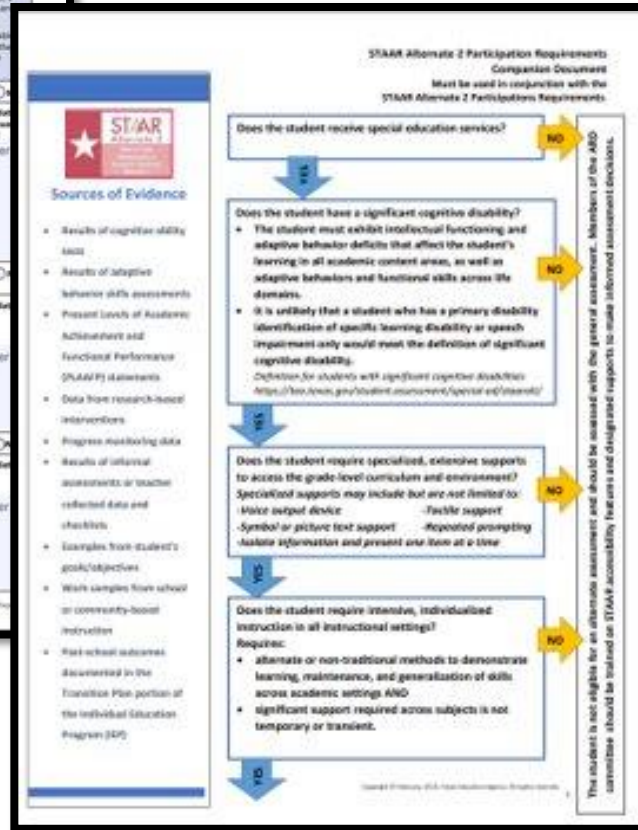 STAAR Alternate 2 Participation Requirements
Companion Document
Must be used in conjunction with the
STAAR Alternate 2 Participations Requirements.
STAAR
Alternate 2
Sources of Evidence
• Results of cognitive ability
tests
• Results of adaptive
behavior skills assessments
• Present Levels of Academic
Achievement and
Functional Performance
(PLAAFP) statements
• Data from research-based
interventions
• Progress monitoring data
• Results of informal
assessments or teacher
collected data and
checklists
• Examples from student's
goals/objectives
• Work samples from school
or community-based
instruction
• Post-school outcomes
documented in the
Transition Plan portion of
the Individual Education
Program (IEP)
Does the student receive special education services?
NO
YES
Does the student have a significant cognitive disability?
• The student must exhibit intellectual functioning and
adaptive behavior deficits that affect the student's
learning in all academic content areas, as well as
adaptive behaviors and functional skills across life
domains.
• It is unlikely that a student who has a primary disability
identification of specific learning disability or speech
impairment only would meet the definition of significant
cognitive disability.
Definition for students with significant cognitive disabilities
NO
YES
Does the student require specialized, extensive supports
to access the grade-level curriculum and environment?
Specialized supports may include but are not limited to:
-Voice output device -Tactile support
-Symbol or picture text support -Repeated prompting
-Isolate information and present one item at a time
NO
YES
Does the student require intensive, individualized
instruction in all instructional settings?
Requires:
• alternate or non-traditional methods to demonstrate
learning, maintenance, and generalization of skills
across academic settings AND
• significant support required across subjects is not
temporary or transient.
NO
YES
The student is not eligible for an alternate assessment and should be assessed with the general assessment. Members of the ARD
committee should be trained on STAAR accessibility features and designated supports to make informed assessment decisions.